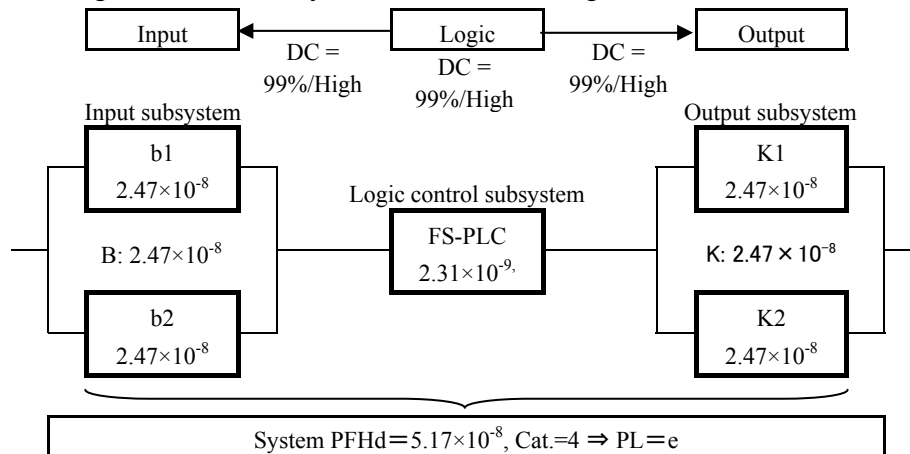 Input
Logic
Output
DC =
99%/High
DC =
99%/High
DC =
99%/High
Input subsystem
Output subsystem
b1
2.47×10⁻⁸
K1
2.47×10⁻⁸
Logic control subsystem
FS-PLC
2.31×10⁻⁹,
B: 2.47×10⁻⁸
K: 2.47×10⁻⁸
b2
2.47×10⁻⁸
K2
2.47×10⁻⁸
System PFHd=5.17×10⁻⁸, Cat.=4 ⇒ PL=e